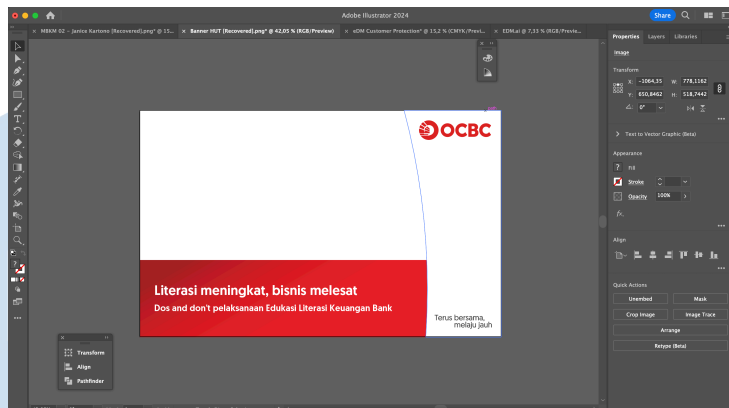 Adobe Illustrator 2024
Share
× MBKM 02 - Janice Kartono [Recovered].png* @ 15...
× Banner HUT [Recovered].png* @ 42,05 % (RGB/Preview)
× eDM Customer Protection* @ 15,2 % (CMYK/Previ...
× EDM.ai @ 7,33 % (RGB/Previe...
Properties Layers Libraries
Image
Transform
X: -1064,35 W: 778,1162
Y: 650,8462 H: 518,7442
0°
Text to Vector Graphic (Beta)
Appearance
? Fill
Stroke
Opacity 100%
fx.
Align
Quick Actions
Unembed Mask
Crop Image Image Trace
Arrange
Retype (Beta)
OCBC
Literasi meningkat, bisnis melesat
Dos and don't pelaksanaan Edukasi Literasi Keuangan Bank
Terus bersama,
melaju jauh
Transform
Align
Pathfinder